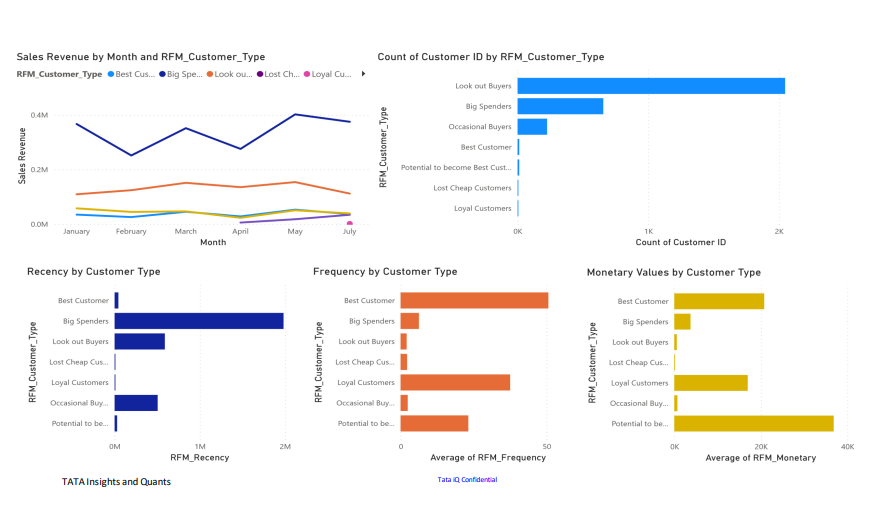 Sales Revenue by Month and RFM_Customer_Type
RFM_Customer_Type Best Cus... Big Spe... Look ou... Lost Ch... Loyal Cu...
Sales Revenue
0.4M
0.2M
0.0M
January February March April May July
Month
Count of Customer ID by RFM_Customer_Type
RFM_Customer_Type
Look out Buyers
Big Spenders
Occasional Buyers
Best Customer
Potential to become Best Cust...
Lost Cheap Customers
Loyal Customers
0K 1K 2K
Count of Customer ID
Recency by Customer Type
RFM_Customer_Type
Best Customer
Big Spenders
Look out Buyers
Lost Cheap Cus...
Loyal Customers
Occasional Buy...
Potential to be...
0M 1M 2M
RFM_Recency
Frequency by Customer Type
RFM_Customer_Type
Best Customer
Big Spenders
Look out Buyers
Lost Cheap Cus...
Loyal Customers
Occasional Buy...
Potential to be...
0 50
Average of RFM_Frequency
Monetary Values by Customer Type
RFM_Customer_Type
Best Customer
Big Spenders
Look out Buyers
Lost Cheap Cus...
Loyal Customers
Occasional Buy...
Potential to be...
0K 20K 40K
Average of RFM_Monetary
TATA Insights and Quants
Tata iQ Confidential